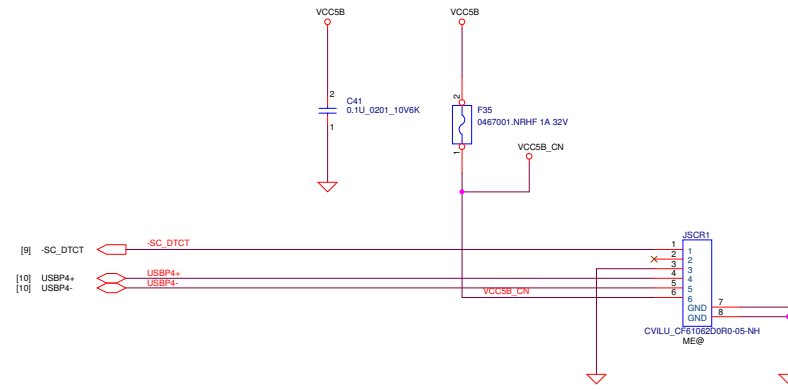 VCC5B
VCC5B
2
C41
0.1U_0201_10V6K
1
2
F35
0467001.NRHF 1A 32V
1
VCC5B_CN
JSCR1
[9] -SC_DTCT
-SC_DTCT
1 1
2 2
3 3
[10] USBP4+
USBP4+
4 4
[10] USBP4-
USBP4-
5 5
VCC5B_CN
6 6
GND 7
GND 8
CVILU_CF61062D0R0-05-NH
ME@